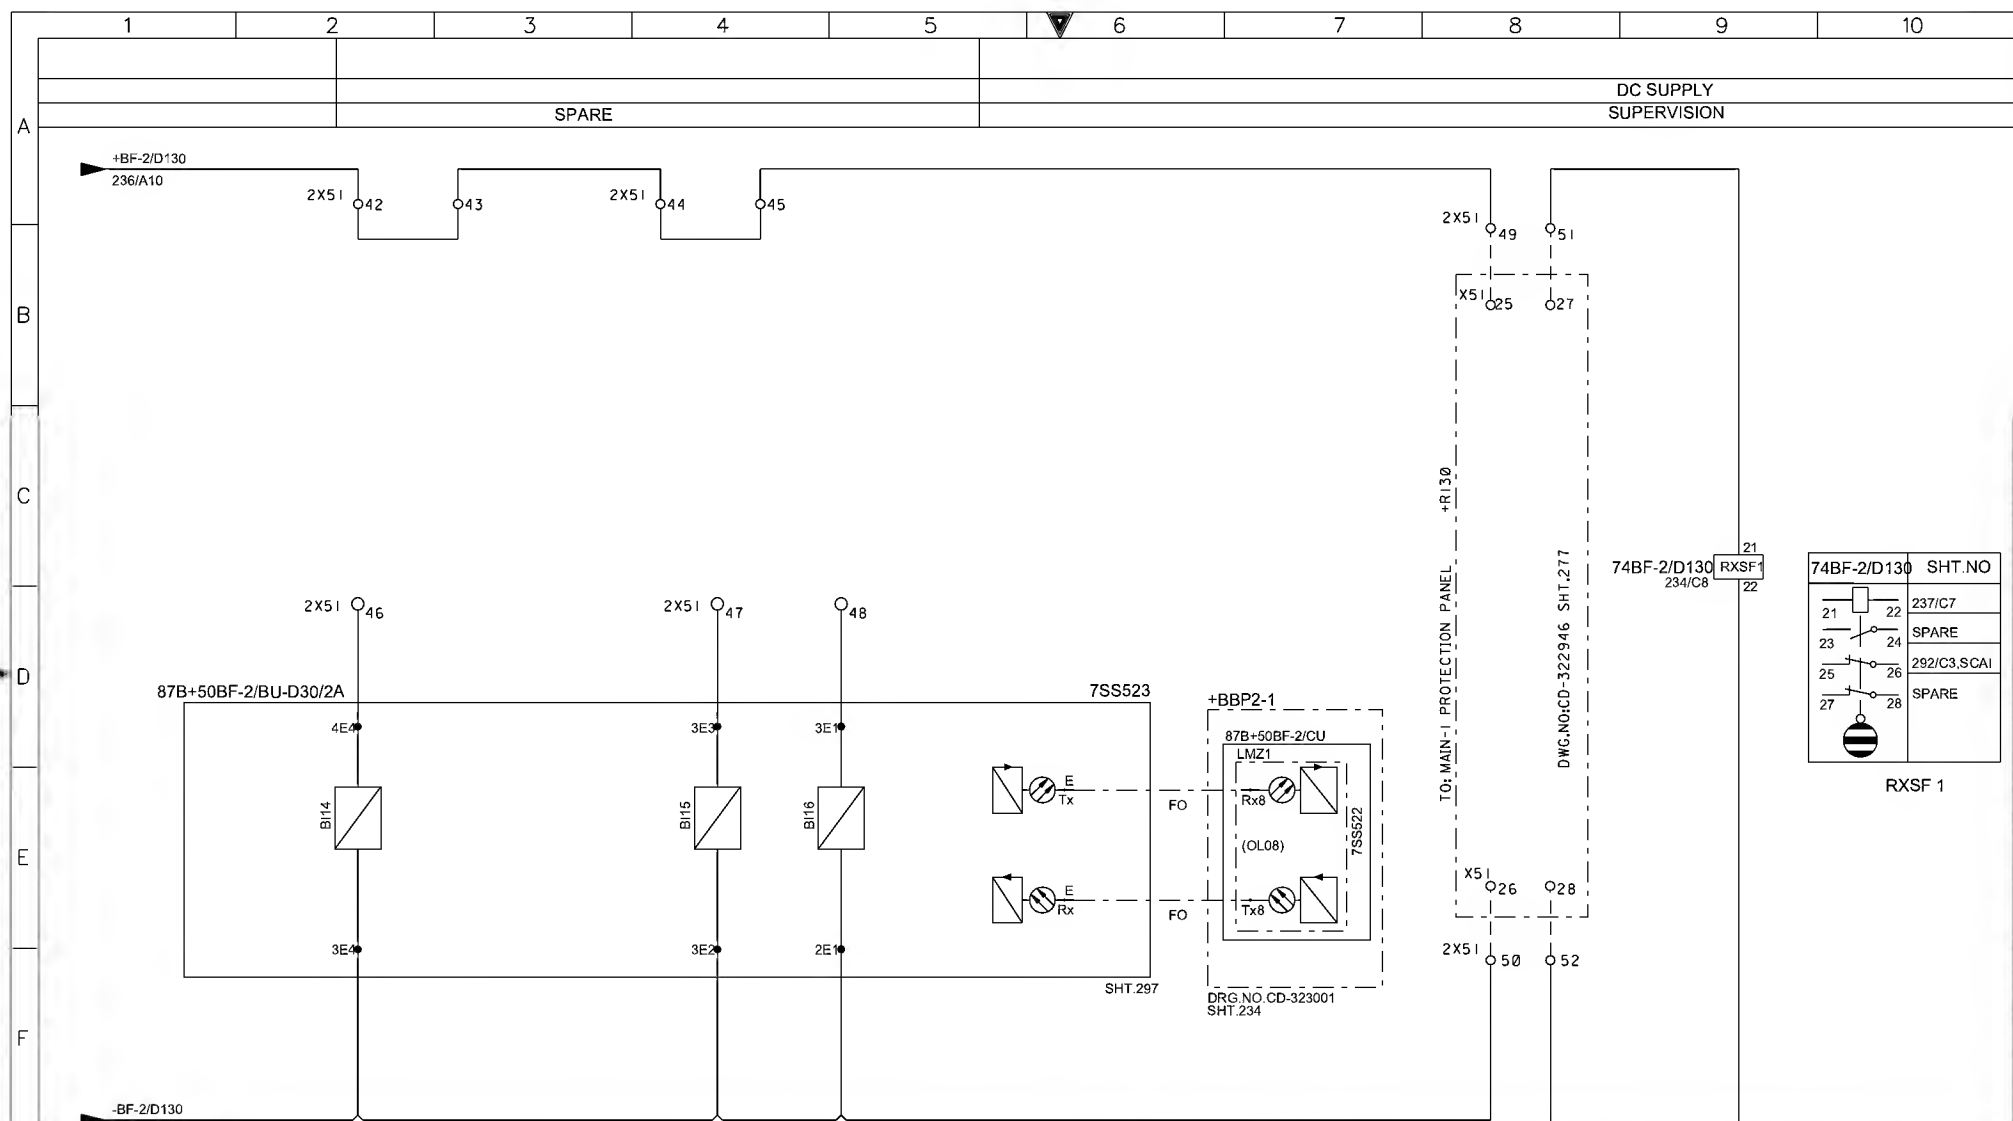 1 2 3 4 5 6 7 8 9 10
DC SUPPLY
SPARE
SUPERVISION
A
+BF-2/D130
236/A10
2X51 42
43
2X51 44
45
2X51 49
51
B
X51 25
27
C
+R130
TO: MAIN-1 PROTECTION PANEL
DWG.NO:CD-322946 SHT.277
21
74BF-2/D130 RXSF1
234/C8
22
74BF-2/D130 SHT.NO
21 22 237/C7
23 24 SPARE
25 26 292/C3,SCAI
27 28 SPARE
RXSF 1
2X51 46
2X51 47
48
D
87B+50BF-2/BU-D30/2A
7SS523
+BBP2-1
4E4
3E3
3E1
87B+50BF-2/CU
LMZ1
BI14
BI15
BI16
E
Tx
FO
Rx8
7SS522
(OL08)
E
E
Rx
FO
Tx8
X51 26
28
3E4
3E2
2E1
2X51 50
52
SHT.297
DRG.NO.CD-323001
SHT.234
F
-BF-2/D130